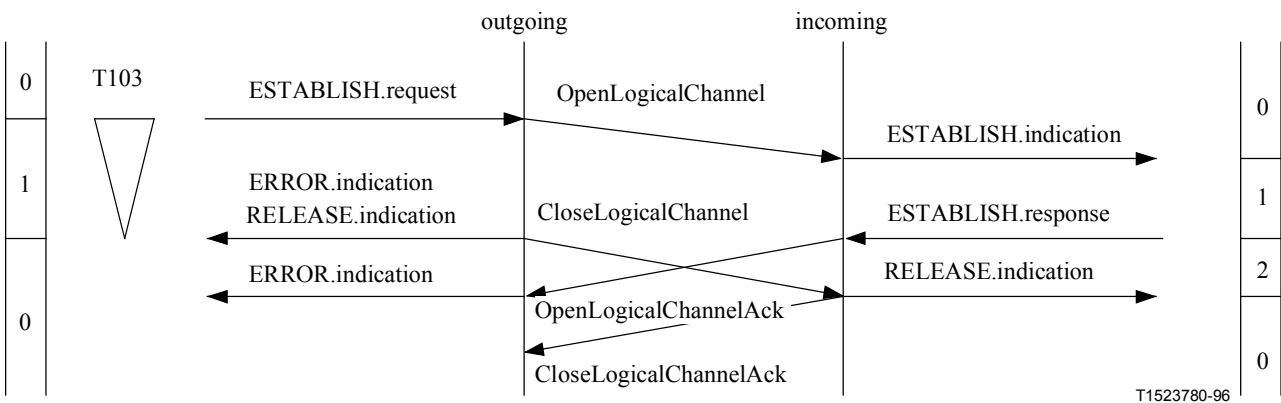 outgoing
incoming
0
T103
ESTABLISH.request
OpenLogicalChannel
0
ESTABLISH.indication
1
ERROR.indication
RELEASE.indication
CloseLogicalChannel
ESTABLISH.response
1
ERROR.indication
RELEASE.indication
2
0
OpenLogicalChannelAck
CloseLogicalChannelAck
0
T1523780-96